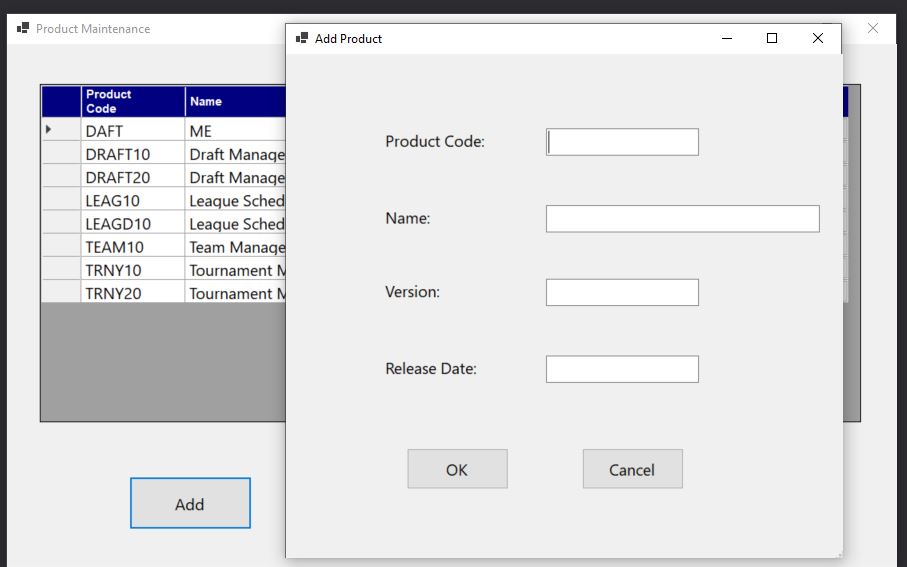 Product Maintenance
Add Product
Product Code
Name
DAFT ME
DRAFT10 Draft Manage
DRAFT20 Draft Manage
LEAG10 League Sched
LEAGD10 League Sched
TEAM10 Team Manage
TRNY10 Tournament M
TRNY20 Tournament M
Add
Product Code:
Name:
Version:
Release Date:
OK Cancel